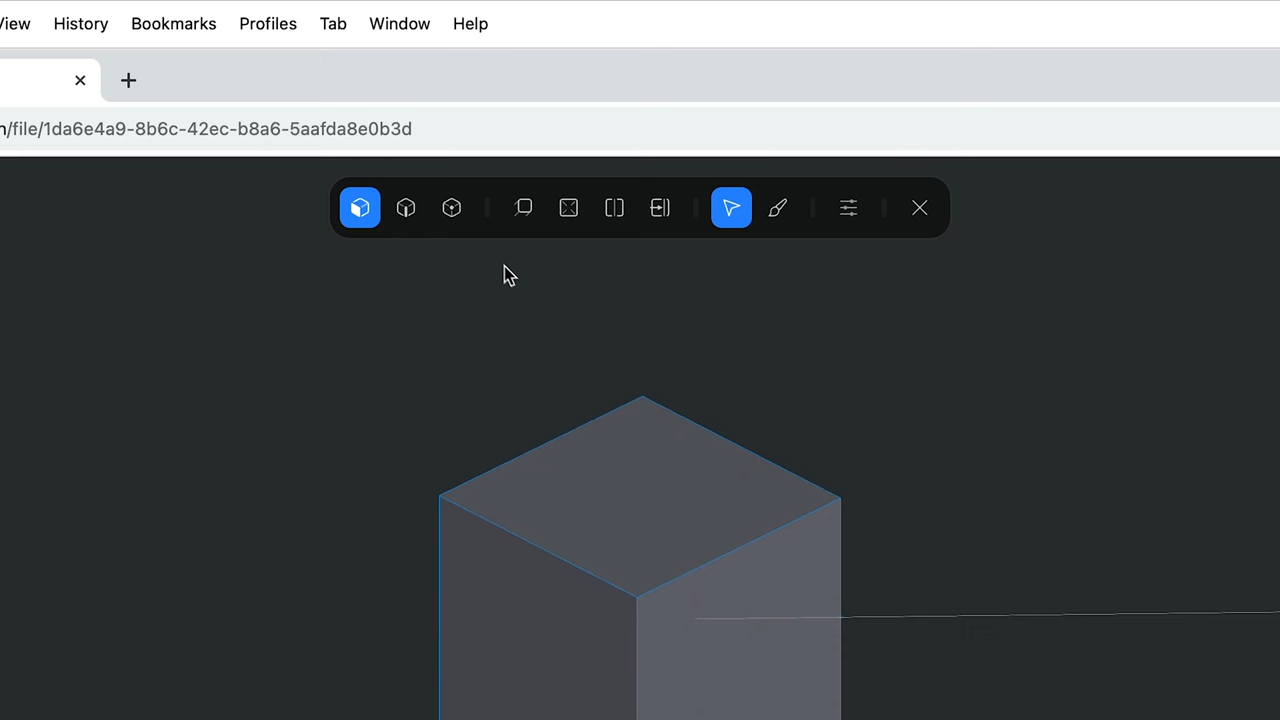 View History Bookmarks Profiles Tab Window Help
n/file/1da6e4a9-8b6c-42ec-b8a6-5aafda8e0b3d